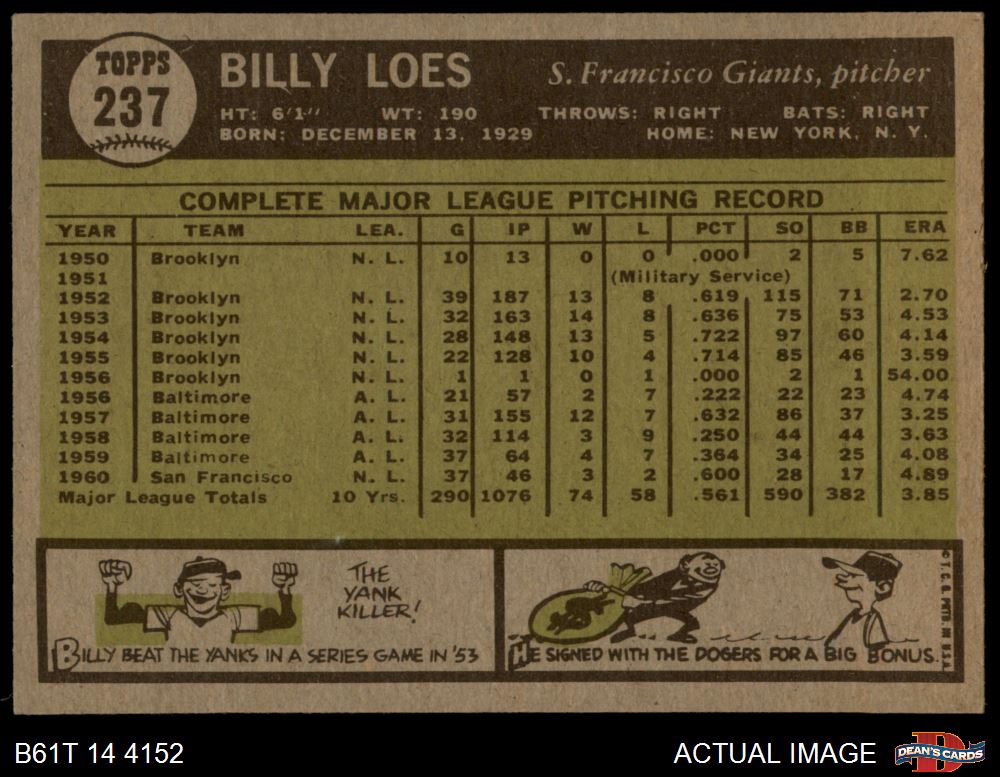 TOPPS
237
BILLY LOES
S. Francisco Giants, pitcher
HT: 6'1" WT: 190 THROWS: RIGHT BATS: RIGHT
BORN: DECEMBER 13, 1929 HOME: NEW YORK, N. Y.
COMPLETE MAJOR LEAGUE PITCHING RECORD
YEAR TEAM LEA. G IP W L PCT SO BB ERA
1950 Brooklyn N. L. 10 13 0 0 .000 2 5 7.62
1951 (Military Service)
1952 Brooklyn N. L. 39 187 13 8 .619 115 71 2.70
1953 Brooklyn N. L. 32 163 14 8 .636 75 53 4.53
1954 Brooklyn N. L. 28 148 13 5 .722 97 60 4.14
1955 Brooklyn N. L. 22 128 10 4 .714 85 46 3.59
1956 Brooklyn N. L. 1 1 0 1 .000 2 1 54.00
1956 Baltimore A. L. 21 57 2 7 .222 22 23 4.74
1957 Baltimore A. L. 31 155 12 7 .632 86 37 3.25
1958 Baltimore A. L. 32 114 3 9 .250 44 44 3.63
1959 Baltimore A. L. 37 64 4 7 .364 34 25 4.08
1960 San Francisco N. L. 37 46 3 2 .600 28 17 4.89
Major League Totals 10 Yrs. 290 1076 74 58 .561 590 382 3.85
THE
YANK
KILLER!
BILLY BEAT THE YANKS IN A SERIES GAME IN '53
HE SIGNED WITH THE DOGERS FOR A BIG BONUS.
© T. C. G. PRTD. IN U.S.A.
B61T 14 4152
ACTUAL IMAGE
D
DEAN'S CARDS